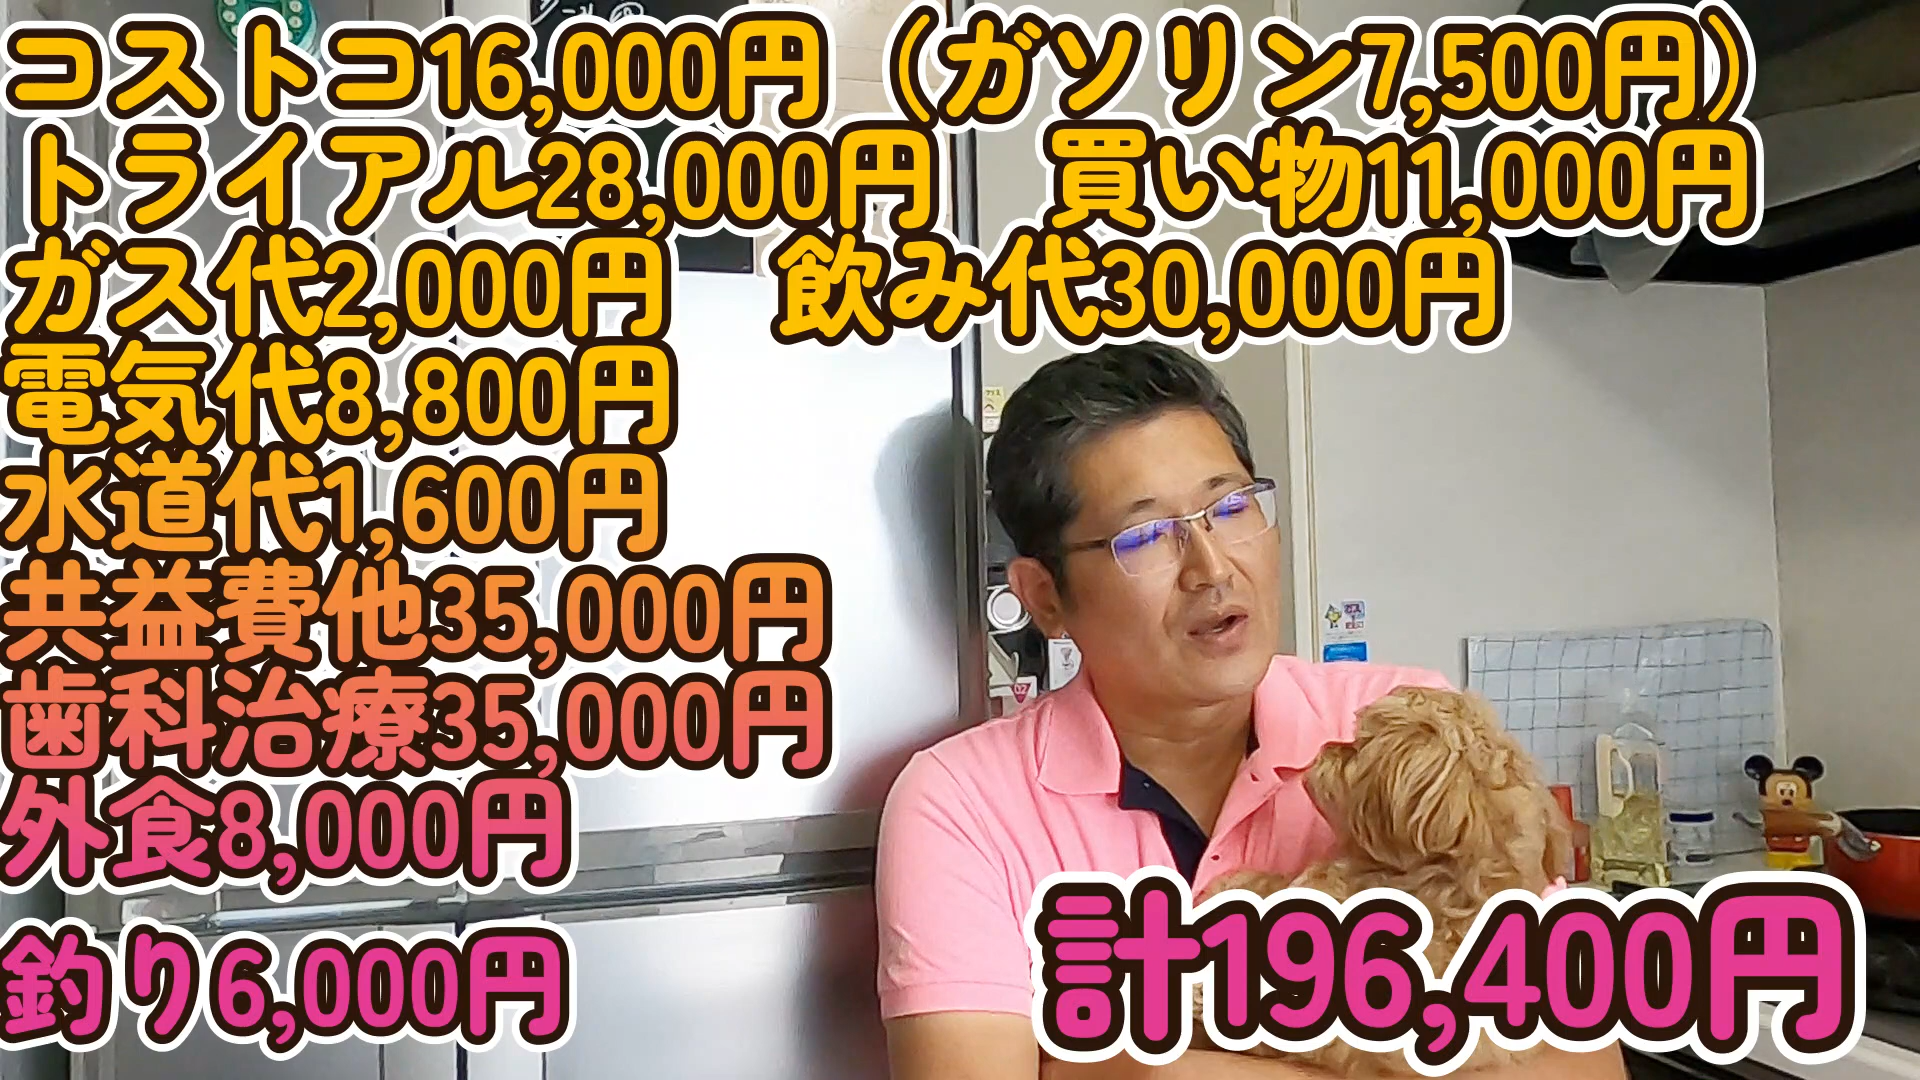 コストコ16,000円（ガソリン7,500円）
トライアル28,000円　買い物11,000円
ガス代2,000円　飲み代30,000円
電気代8,800円
水道代1,600円
共益費他35,000円
歯科治療35,000円
外食8,000円
釣り6,000円
計196,400円